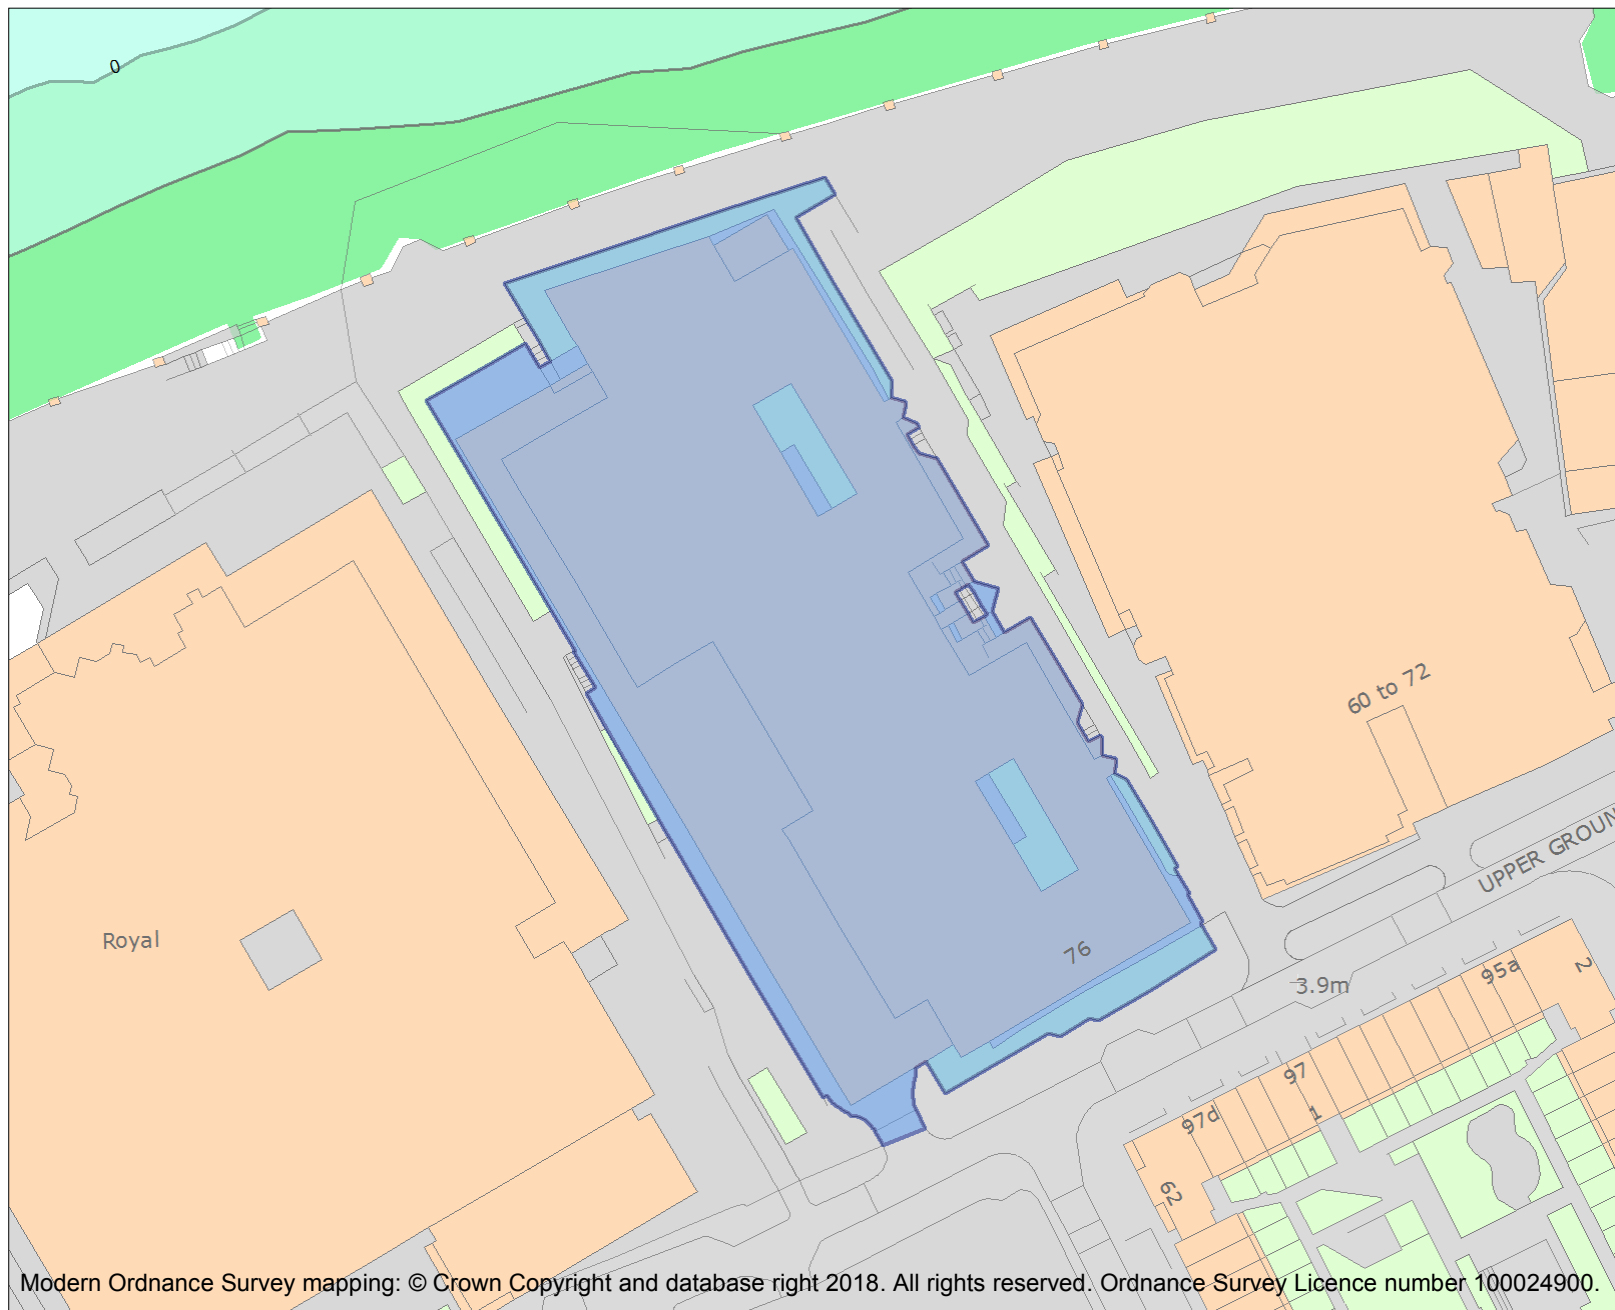 0
60 to 72
UPPER GROUN
Royal
76
3.9m
95a
2
97
1
97d
62
Modern Ordnance Survey mapping: © Crown Copyright and database right 2018. All rights reserved. Ordnance Survey Licence number 100024900.